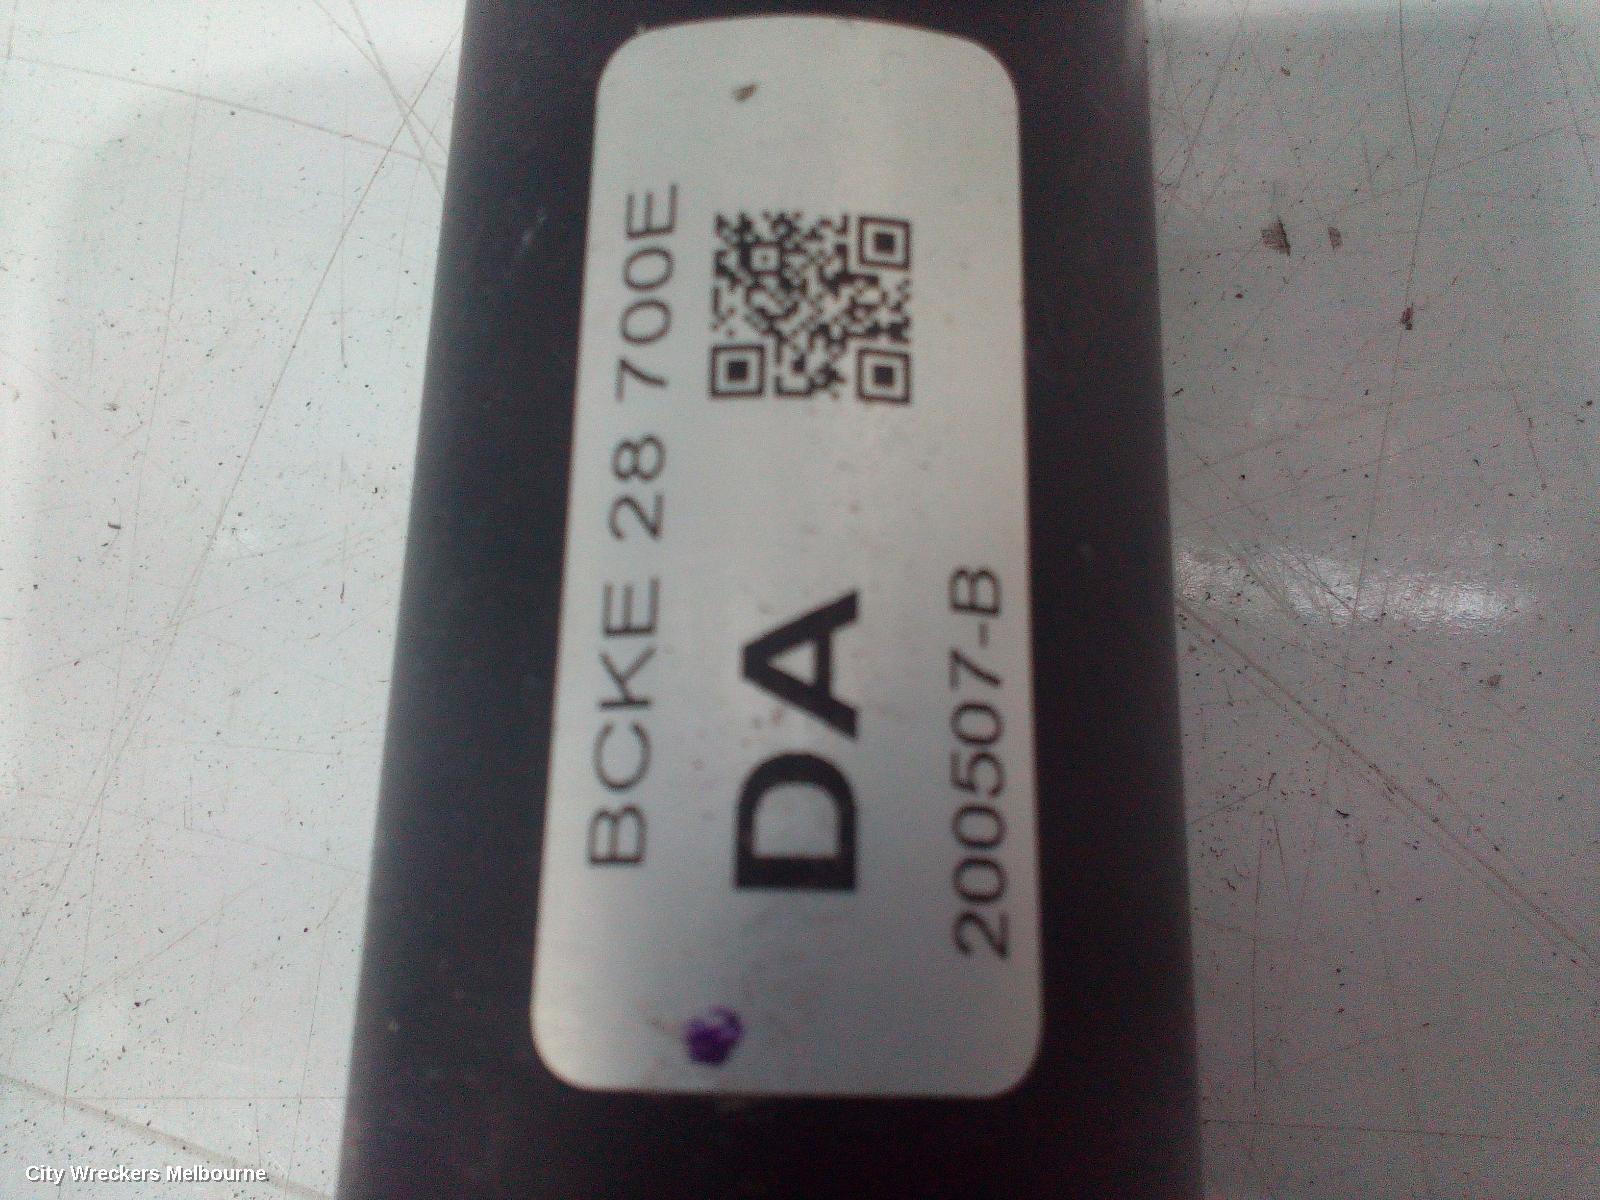 BCKE 28 700E
DA
200507-B
City Wreckers Melbourne